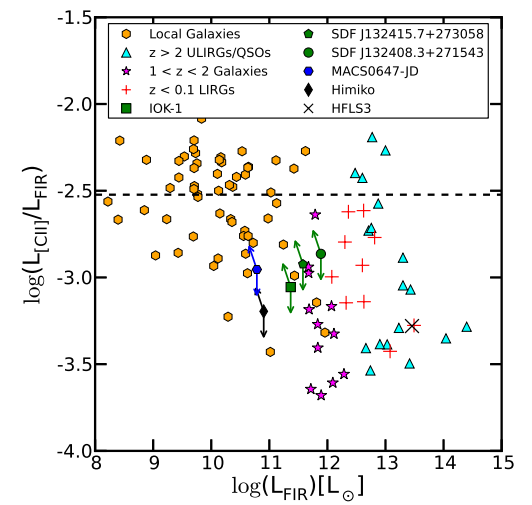 -1.5
Local Galaxies
z > 2 ULIRGs/QSOs
1 < z < 2 Galaxies
z < 0.1 LIRGs
IOK-1
SDF J132415.7+273058
SDF J132408.3+271543
MACS0647-JD
Himiko
HFLS3
-2.0
-2.5
-3.0
-3.5
-4.0
log(L[CII]/LFIR)
8 9 10 11 12 13 14 15
log(LFIR)[L⊙]